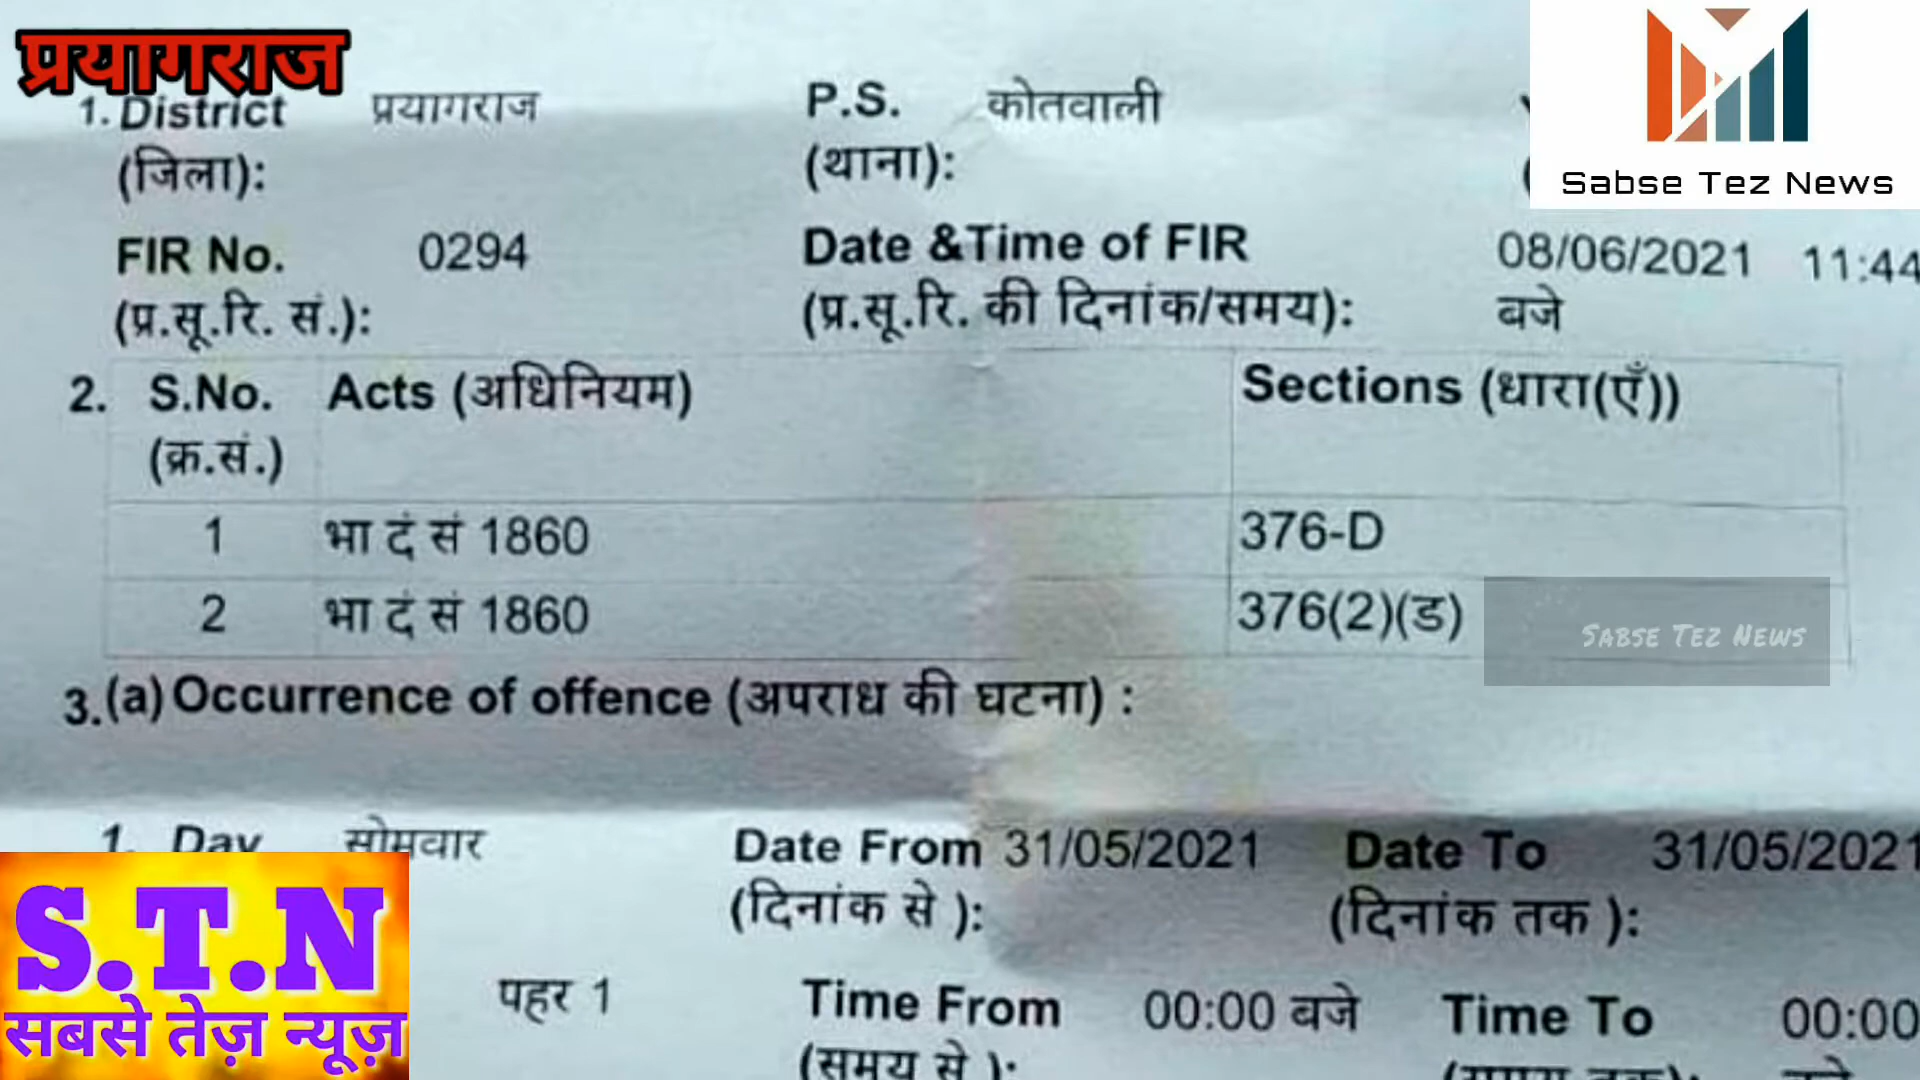 प्रयागराज
1. District प्रयागराज P.S. कोतवाली
(जिला): (थाना):
Sabse Tez News
FIR No. 0294 Date &Time of FIR 08/06/2021 11:44
(प्र.सू.रि. सं.): (प्र.सू.रि. की दिनांक/समय): बजे
2. S.No. Acts (अधिनियम) Sections (धारा(एँ))
(क्र.सं.)
1 भा दं सं 1860 376-D
2 भा दं सं 1860 376(2)(ड)
Sabse Tez News
3.(a) Occurrence of offence (अपराध की घटना) :
1. Day सोमवार Date From 31/05/2021 Date To 31/05/2021
(दिनांक से ): (दिनांक तक ):
S.T.N
सबसे तेज़ न्यूज़
पहर 1 Time From 00:00 बजे Time To 00:00
(समय से ):